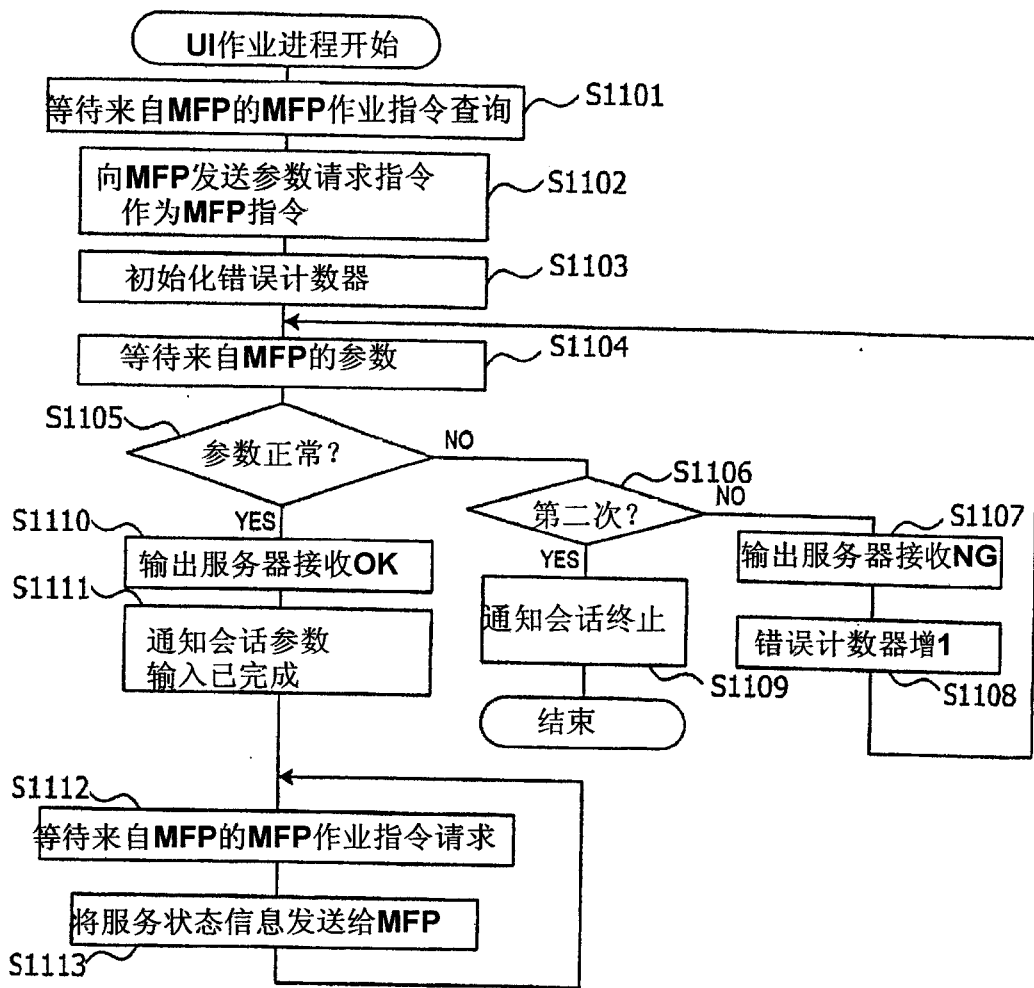 UI作业进程开始
等待来自MFP的MFP作业指令查询
S1101
向MFP发送参数请求指令
作为MFP指令
S1102
初始化错误计数器
S1103
等待来自MFP的参数
S1104
S1105
参数正常?
NO
YES
S1106
第二次?
NO
YES
S1107
输出服务器接收NG
错误计数器增1
S1108
通知会话终止
S1109
结束
S1110
输出服务器接收OK
S1111
通知会话参数
输入已完成
S1112
等待来自MFP的MFP作业指令请求
将服务状态信息发送给MFP
S1113